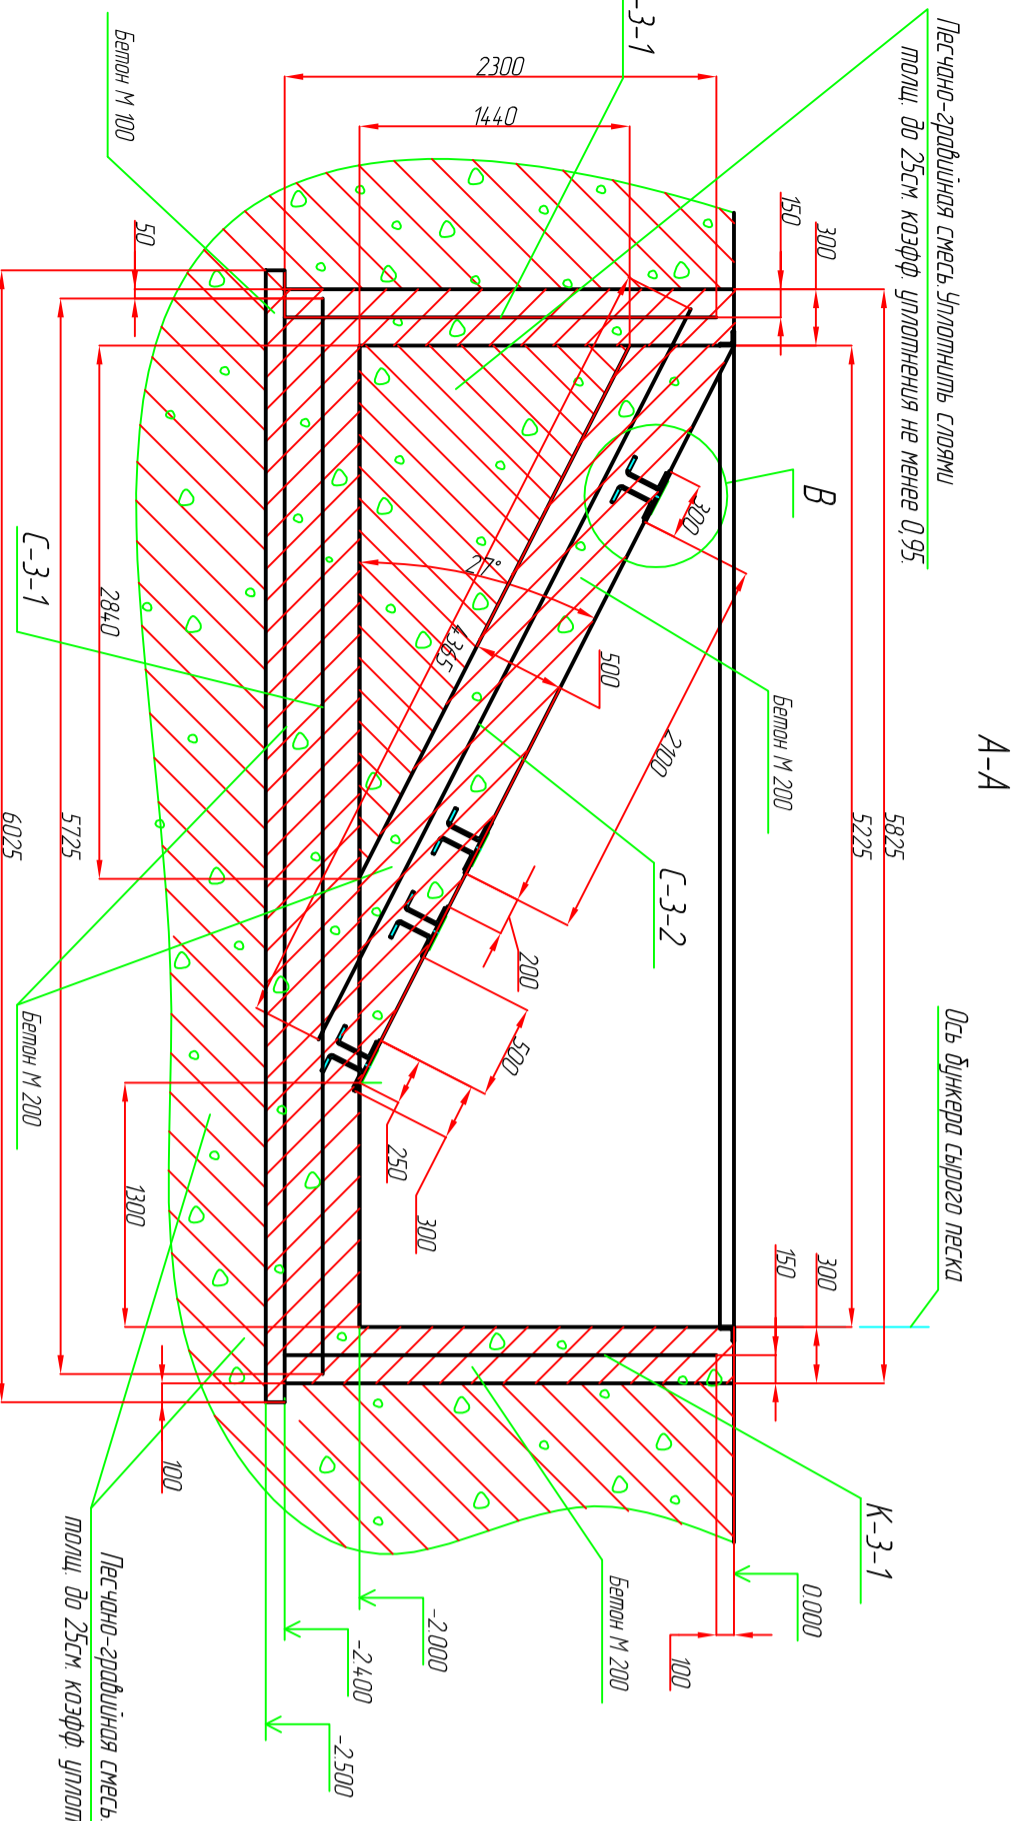 А-А
Песчано-гравийная смесь.Уплотнить слоями
толщ. до 25см. коэфф. уплотнения не менее 0,95.
Ось бункера сырого песка
-3-1
В
Бетон М 200
С-3-2
К-3-1
Бетон М 200
Бетон М 100
С-3-1
Бетон М 200
Песчано-гравийная смесь.
толщ. до 25см. коэфф. уплот
5825
5225
300
150
300
150
2300
1440
300
2100
500
27°
4365
200
500
250
300
50
2840
1300
5725
6025
100
100
0.000
-2.000
-2.400
-2.500